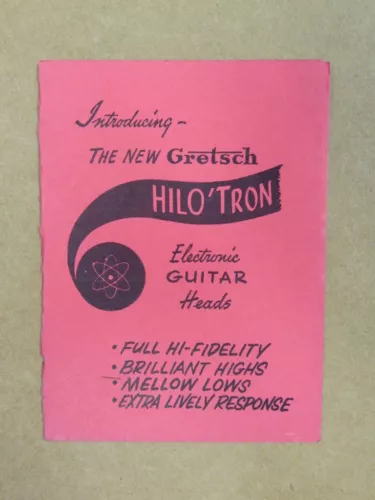 Introducing –
THE NEW Gretsch
HILO'TRON
Electronic
GUITAR
Heads
• FULL HI-FIDELITY
• BRILLIANT HIGHS
• MELLOW LOWS
• EXTRA LIVELY RESPONSE